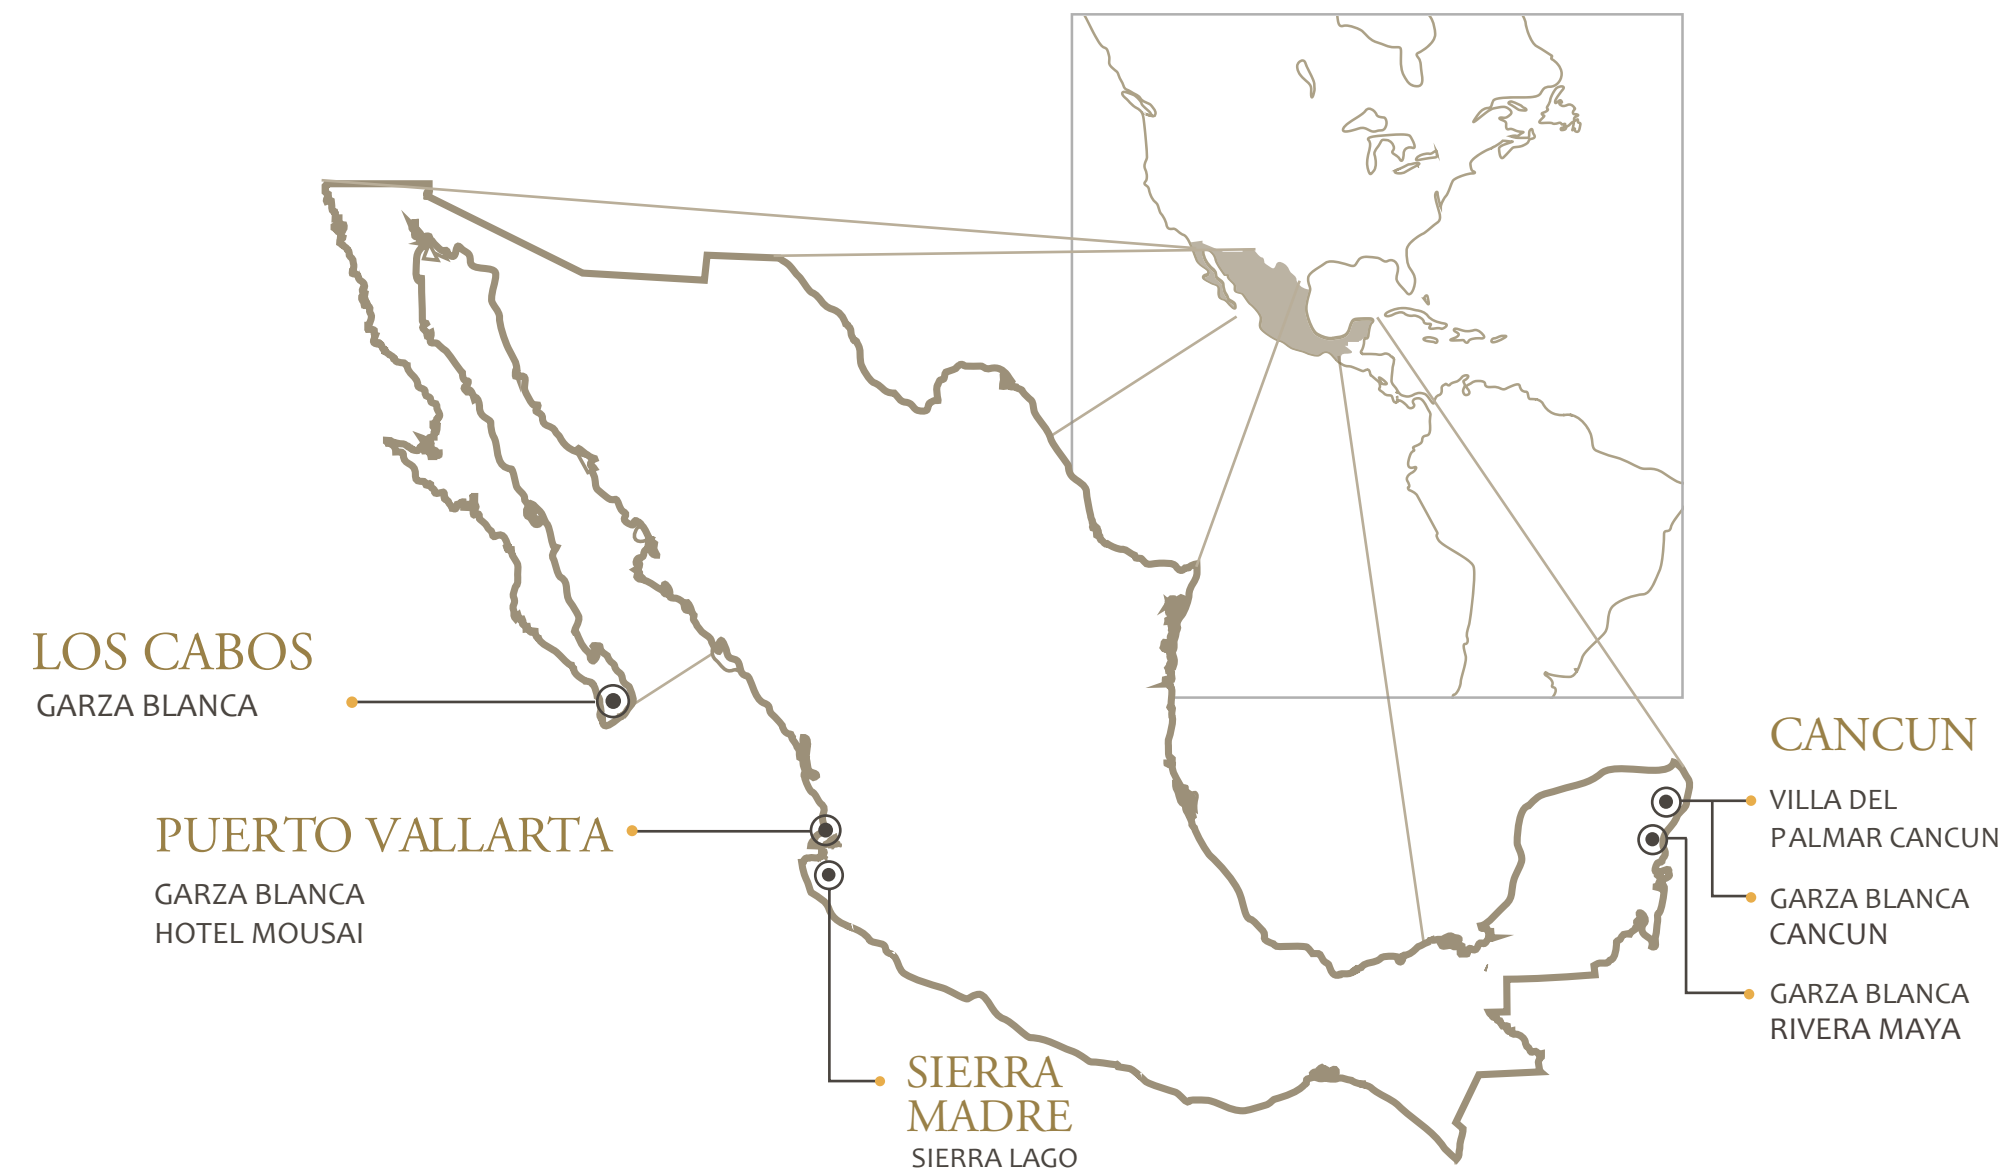 LOS CABOS
GARZA BLANCA
PUERTO VALLARTA
GARZA BLANCA
HOTEL MOUSAI
SIERRA
MADRE
SIERRA LAGO
CANCUN
VILLA DEL
PALMAR CANCUN
GARZA BLANCA
CANCUN
GARZA BLANCA
RIVERA MAYA